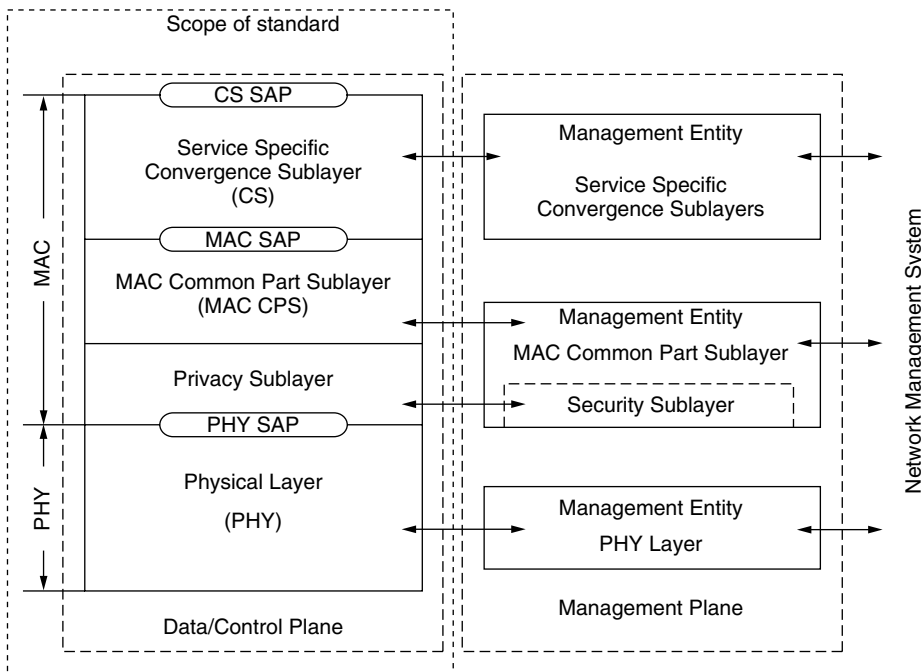 Scope of standard
CS SAP
Service Specific
Convergence Sublayer
(CS)
MAC SAP
MAC Common Part Sublayer
(MAC CPS)
Privacy Sublayer
PHY SAP
Physical Layer
(PHY)
Data/Control Plane
MAC
PHY
Management Entity
Service Specific
Convergence Sublayers
Management Entity
MAC Common Part Sublayer
Security Sublayer
Management Entity
PHY Layer
Management Plane
Network Management System